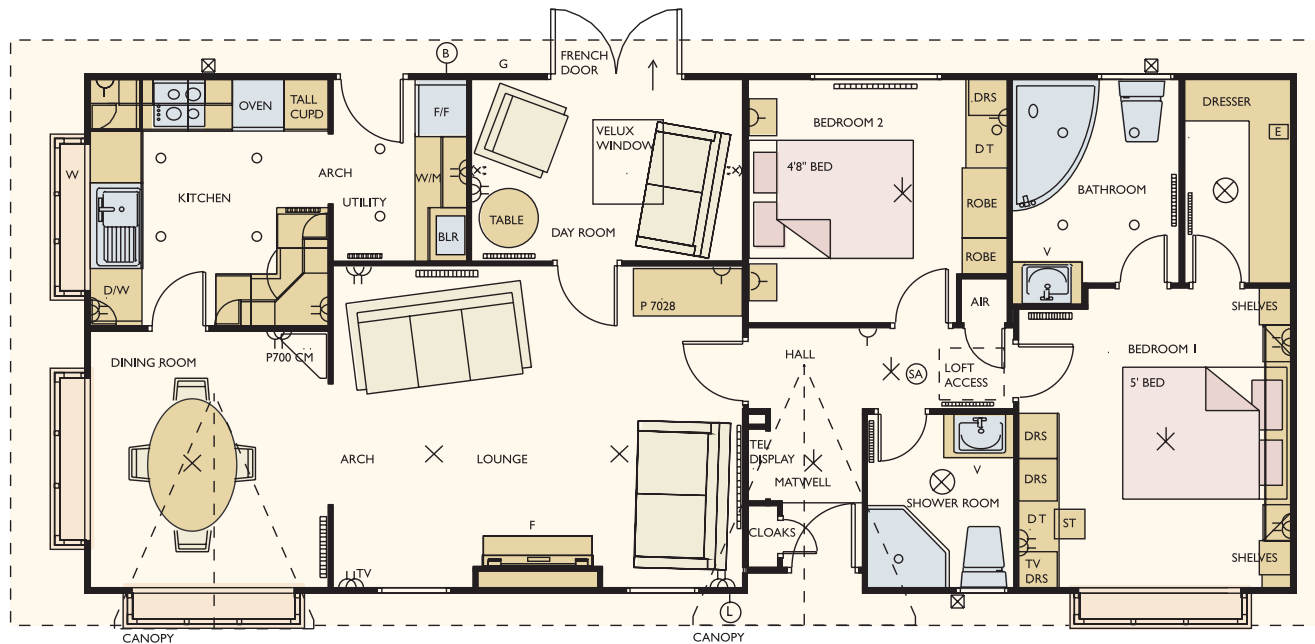 B
G
FRENCH
DOOR
OVEN
TALL
CUPD
F/F
DRS
DRESSER
VELUX
WINDOW
BEDROOM 2
E
DT
4'8" BED
W
ARCH
W/M
KITCHEN
BATHROOM
UTILITY
ROBE
TABLE
DAY ROOM
BLR
V
ROBE
D/W
P 7028
AIR
SHELVES
DINING ROOM
P700 CM
HALL
BEDROOM 1
LOFT
ACCESS
SA
5' BED
DRS
TEL/
DISPLAY
ARCH
LOUNGE
V
DRS
MATWELL
SHOWER ROOM
DT
ST
F
CLOAKS
SHELVES
TV
TV
DRS
L
CANOPY
CANOPY